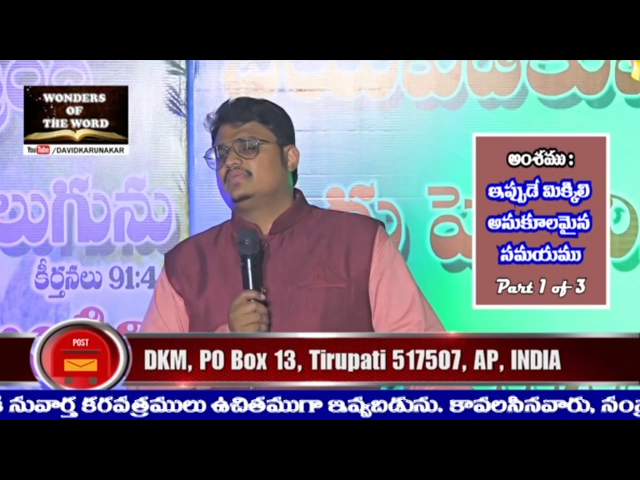 WONDERS
OF
THE WORD
YouTube /DAVIDKARUNAKAR
లుగును
కీర్తనలు 91:4
అంశము :
ఇప్పుడే మిక్కిలి
అనుకూలమైన
సమయము
Part 1 of 3
POST
DKM, PO Box 13, Tirupati 517507, AP, INDIA
సువార్త కరపత్రములు ఉచితముగా ఇవ్వబడును. కావలసినవారు,